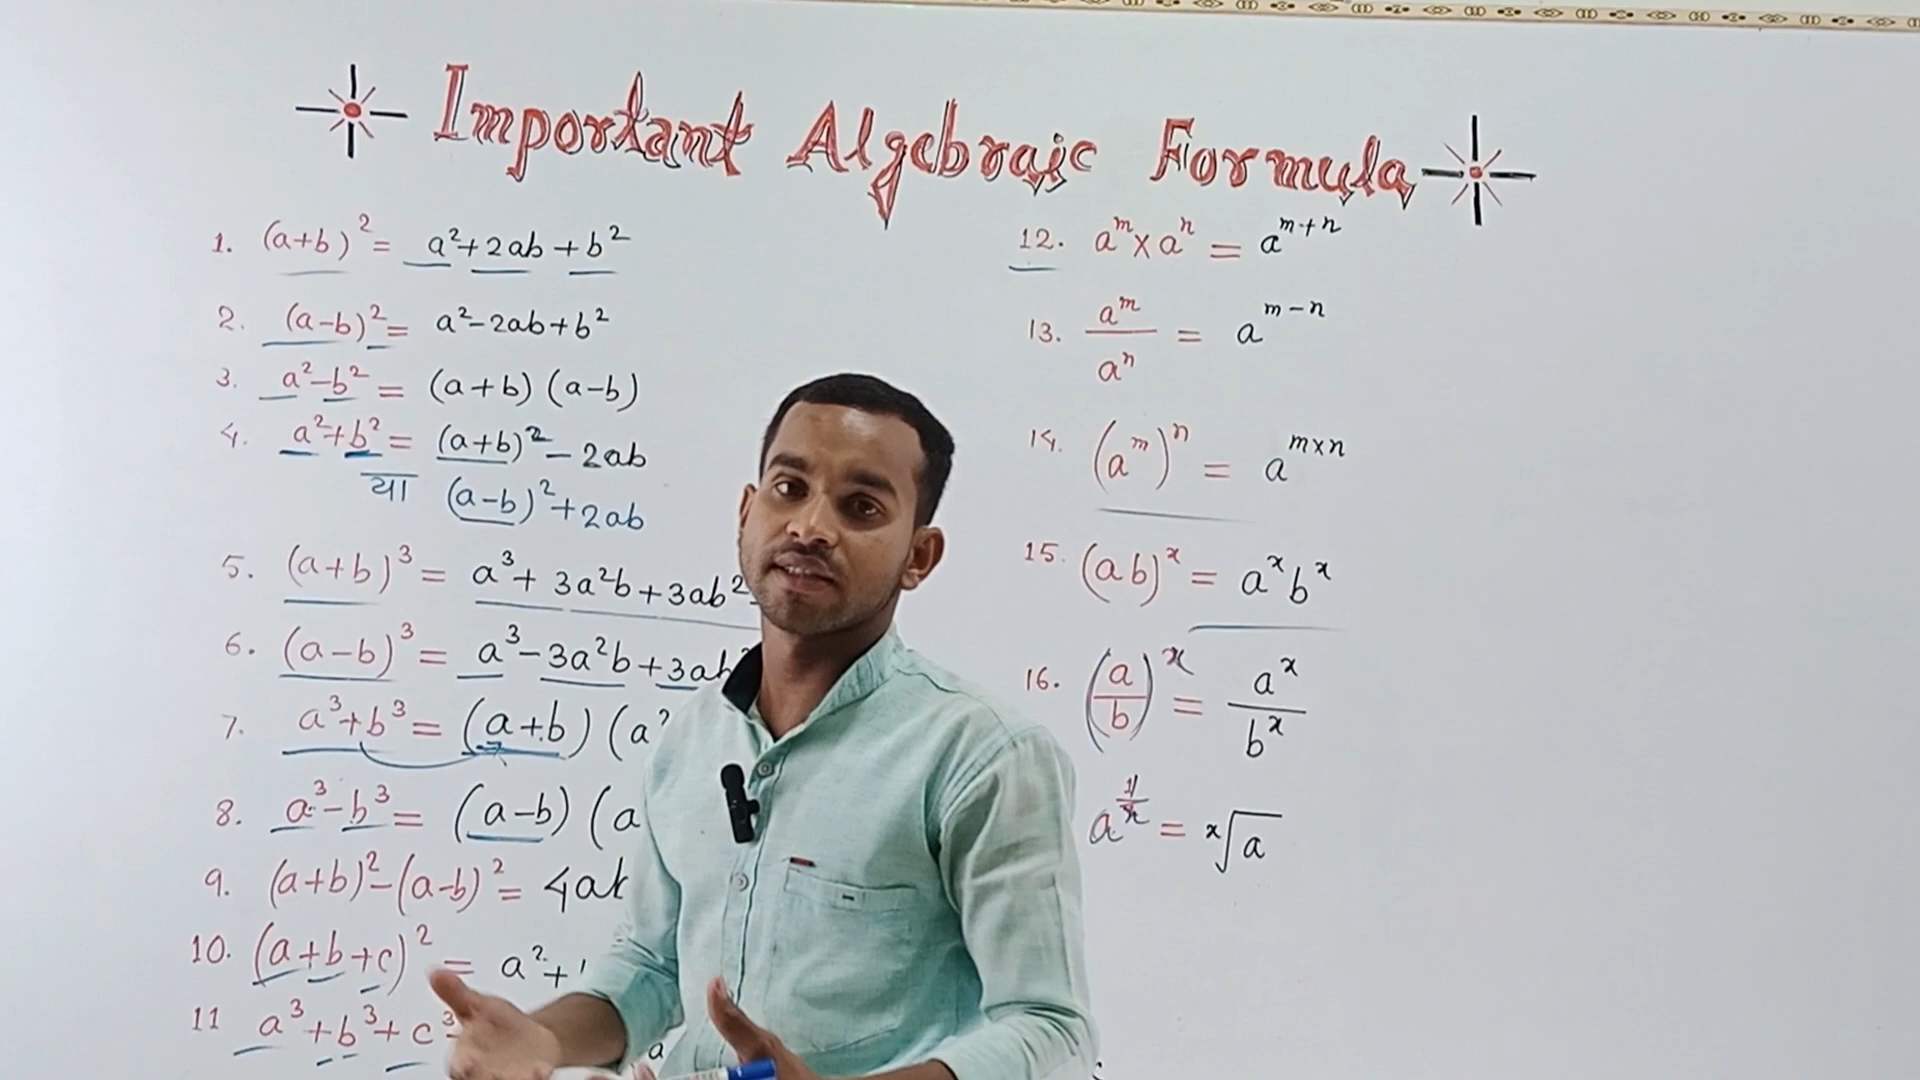 Important Algebraic Formula
1. (a+b)² = a²+2ab+b²
2. (a-b)² = a²-2ab+b²
3. a²-b² = (a+b) (a-b)
4. a²+b² = (a+b)²-2ab
या (a-b)²+2ab
5. (a+b)³ = a³+3a²b+3ab²
6. (a-b)³ = a³-3a²b+3ab
7. a³+b³ = (a+b) (a²
8. a³-b³ = (a-b) (a
9. (a+b)²-(a-b)² = 4a
10. (a+b+c)² = a²+
11 a³+b³+c³
a
12. aᵐ×aⁿ = aᵐ⁺ⁿ
13. aᵐ/aⁿ = aᵐ⁻ⁿ
14. (aᵐ)ⁿ = a^(m×n)
15. (ab)ˣ = aˣbˣ
16. (a/b)ˣ = aˣ/bˣ
a^(1/x) = ˣ√a